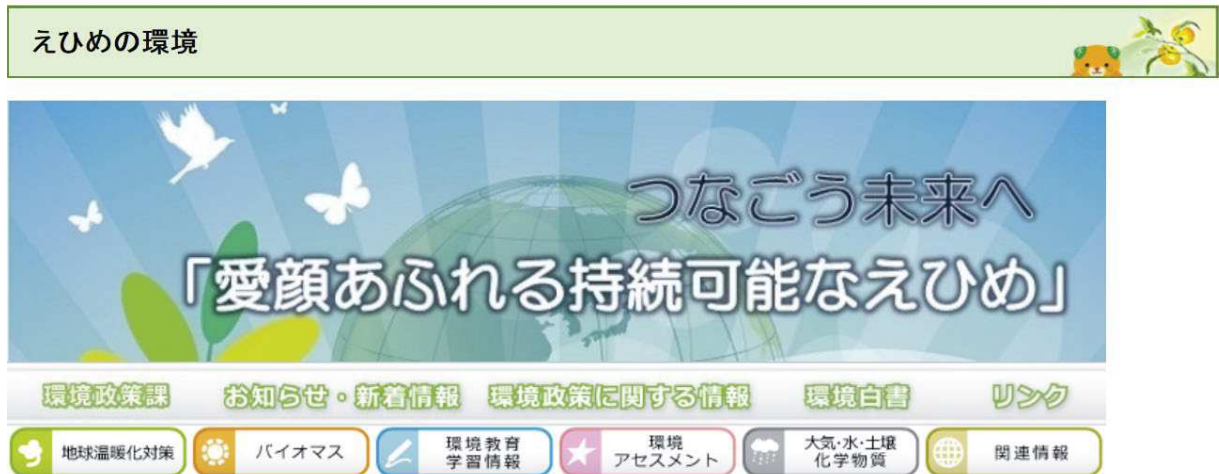 えひめの環境
つなごう未来へ
「愛顔あふれる持続可能なえひめ」
環境政策課 お知らせ・新着情報 環境政策に関する情報 環境白書 リンク
地球温暖化対策 バイオマス 環境教育 環境 大気・水・土壌 関連情報
学習情報 アセスメント 化学物質